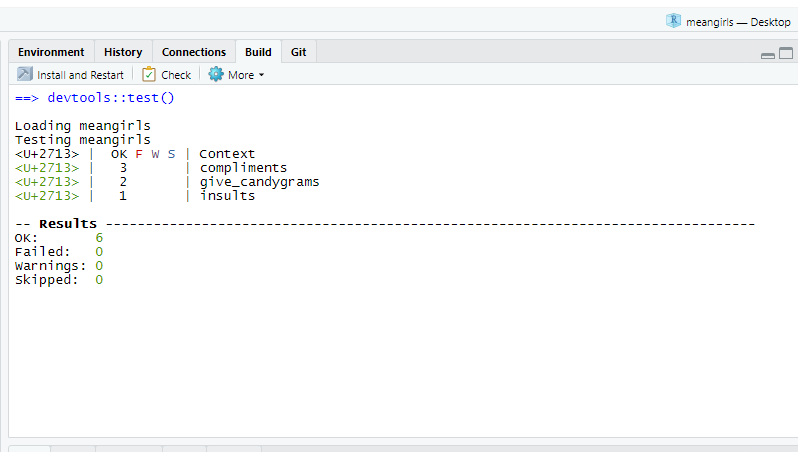 meangirls — Desktop
Environment History Connections Build Git
Install and Restart Check More
==> devtools::test()
Loading meangirls
Testing meangirls
<U+2713> | OK F W S | Context
<U+2713> | 3 | compliments
<U+2713> | 2 | give_candygrams
<U+2713> | 1 | insults
-- Results --------------------------------------------------------------------------------
OK: 6
Failed: 0
Warnings: 0
Skipped: 0